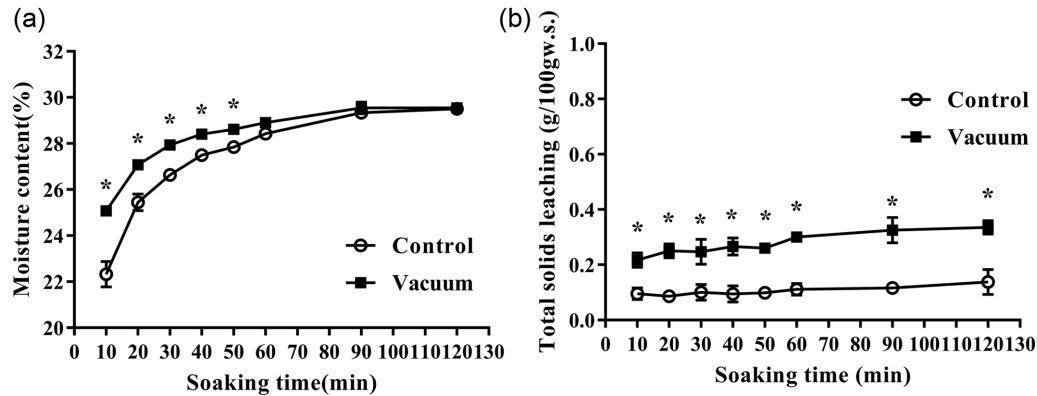 (a)
Moisture content(%)
32
30
28
26
24
22
20
*
*
*
*
*
Control
Vacuum
0 10 20 30 40 50 60 70 80 90 100110120130
Soaking time(min)
(b)
Total solids leaching (g/100gw.s.)
1.0
0.8
0.6
0.4
0.2
0.0
Control
Vacuum
*
*
*
*
*
*
*
*
0 10 20 30 40 50 60 70 80 90 100110120130
Soaking time (min)